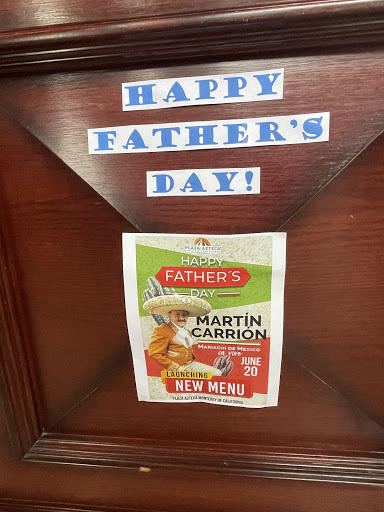 HAPPY
FATHER'S
DAY!
PLAZA AZTECA
HAPPY
FATHER´S
DAY
MARTÍN
CARRIÓN
MARIACHI DE MEXICO
en vivo
JUNE
20
LAUNCHING
NEW MENU
PLAZA AZTECA MONTEREY DE CALIFORNIA